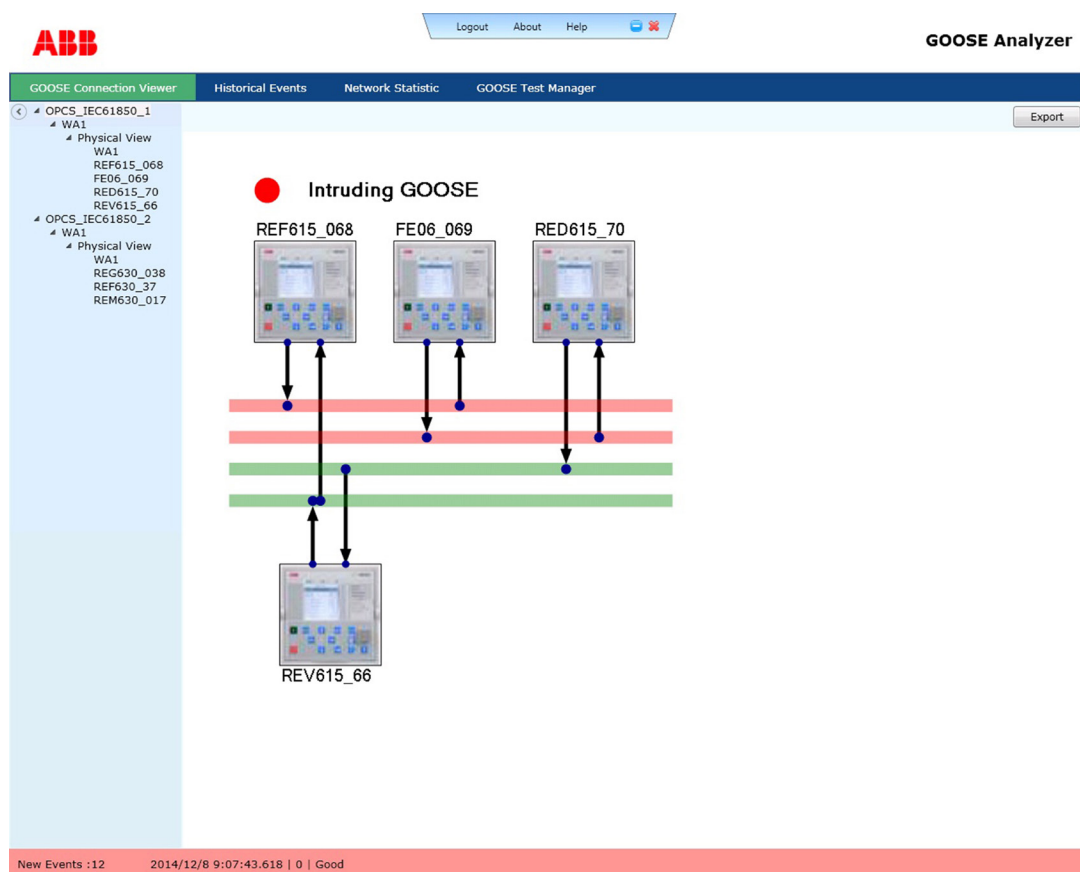 ABB
Logout About Help
GOOSE Analyzer
GOOSE Connection Viewer Historical Events Network Statistic GOOSE Test Manager
Export
OPCS_IEC61850_1
WA1
Physical View
WA1
REF615_068
FE06_069
RED615_70
REV615_66
OPCS_IEC61850_2
WA1
Physical View
WA1
REG630_038
REF630_37
REM630_017
Intruding GOOSE
REF615_068 FE06_069 RED615_70
REV615_66
New Events :12 2014/12/8 9:07:43.618 | 0 | Good